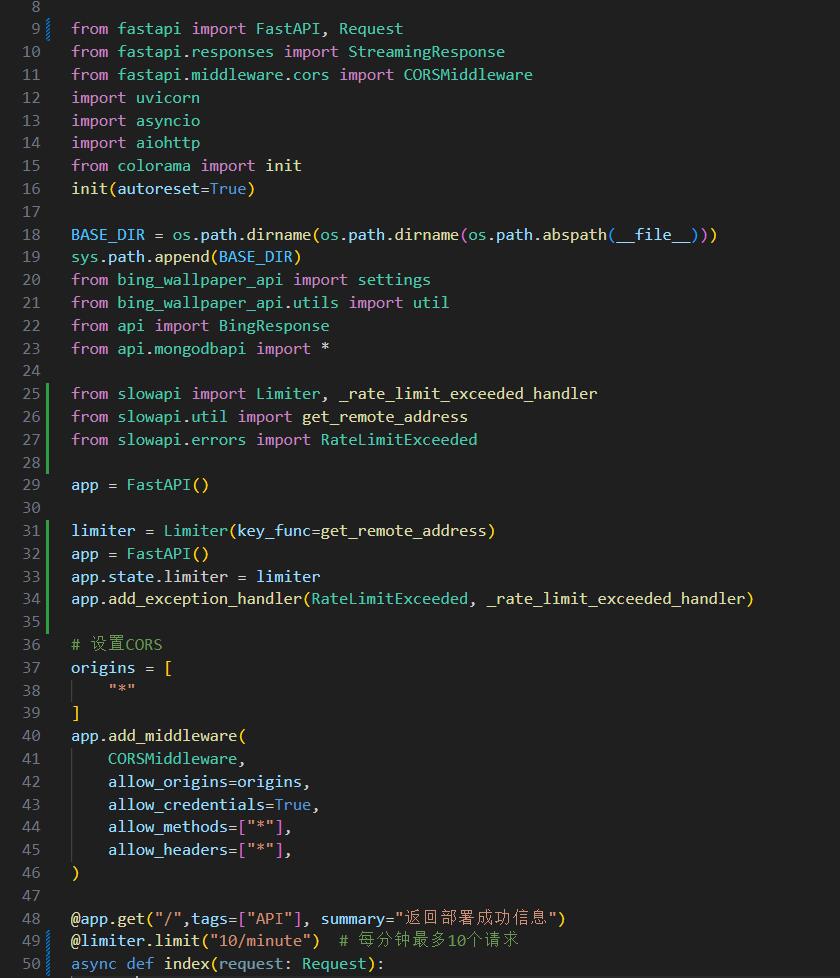 8
9 from fastapi import FastAPI, Request
10 from fastapi.responses import StreamingResponse
11 from fastapi.middleware.cors import CORSMiddleware
12 import uvicorn
13 import asyncio
14 import aiohttp
15 from colorama import init
16 init(autoreset=True)
17
18 BASE_DIR = os.path.dirname(os.path.dirname(os.path.abspath(__file__)))
19 sys.path.append(BASE_DIR)
20 from bing_wallpaper_api import settings
21 from bing_wallpaper_api.utils import util
22 from api import BingResponse
23 from api.mongodbapi import *
24
25 from slowapi import Limiter, _rate_limit_exceeded_handler
26 from slowapi.util import get_remote_address
27 from slowapi.errors import RateLimitExceeded
28
29 app = FastAPI()
30
31 limiter = Limiter(key_func=get_remote_address)
32 app = FastAPI()
33 app.state.limiter = limiter
34 app.add_exception_handler(RateLimitExceeded, _rate_limit_exceeded_handler)
35
36 # 设置CORS
37 origins = [
38     "*"
39 ]
40 app.add_middleware(
41     CORSMiddleware,
42     allow_origins=origins,
43     allow_credentials=True,
44     allow_methods=["*"],
45     allow_headers=["*"],
46 )
47
48 @app.get("/",tags=["API"], summary="返回部署成功信息")
49 @limiter.limit("10/minute")  # 每分钟最多10个请求
50 async def index(request: Request):